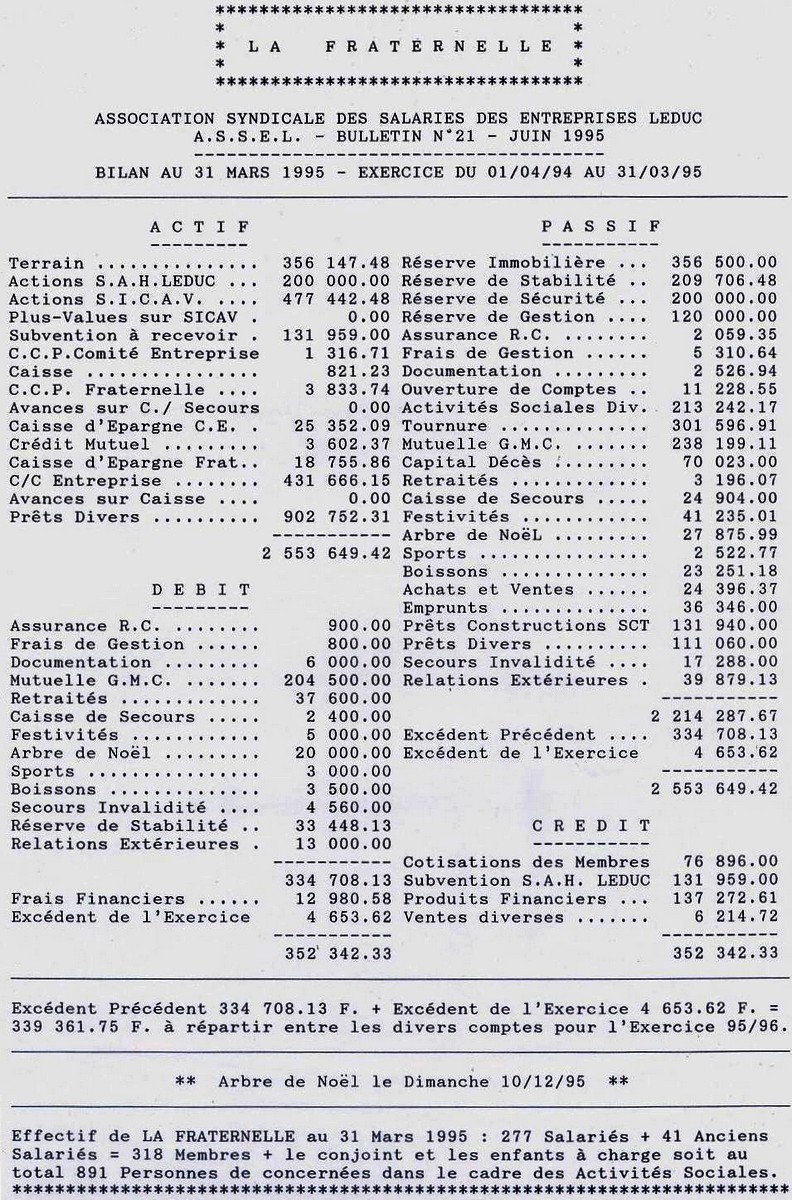 *********************************
* *
* L A F R A T E R N E L L E *
* *
*********************************
ASSOCIATION SYNDICALE DES SALARIES DES ENTREPRISES LEDUC
A.S.S.E.L. - BULLETIN N°21 - JUIN 1995
--------------------------------------
BILAN AU 31 MARS 1995 - EXERCICE DU 01/04/94 AU 31/03/95
A C T I F
---------
Terrain ............... 356 147.48
Actions S.A.H.LEDUC ... 200 000.00
Actions S.I.C.A.V. .... 477 442.48
Plus-Values sur SICAV . 0.00
Subvention à recevoir . 131 959.00
C.C.P.Comité Entreprise 1 316.71
Caisse ................ 821.23
C.C.P. Fraternelle .... 3 833.74
Avances sur C./ Secours 0.00
Caisse d'Epargne C.E. . 25 352.09
Crédit Mutuel ......... 3 602.37
Caisse d'Epargne Frat.. 18 755.86
C/C Entreprise ........ 431 666.15
Avances sur Caisse .... 0.00
Prêts Divers .......... 902 752.31
-----------
2 553 649.42
D E B I T
---------
Assurance R.C. ........ 900.00
Frais de Gestion ...... 800.00
Documentation ......... 6 000.00
Mutuelle G.M.C. ....... 204 500.00
Retraités ............. 37 600.00
Caisse de Secours ..... 2 400.00
Festivités ............ 5 000.00
Arbre de Noël ......... 20 000.00
Sports ................ 3 000.00
Boissons .............. 3 500.00
Secours Invalidité .... 4 560.00
Réserve de Stabilité .. 33 448.13
Relations Extérieures . 13 000.00
-----------
334 708.13
Frais Financiers ...... 12 980.58
Excédent de l'Exercice 4 653.62
-----------
352 342.33
P A S S I F
-----------
Réserve Immobilière ... 356 500.00
Réserve de Stabilité .. 209 706.48
Réserve de Sécurité ... 200 000.00
Réserve de Gestion .... 120 000.00
Assurance R.C. ........ 2 059.35
Frais de Gestion ...... 5 310.64
Documentation ......... 2 526.94
Ouverture de Comptes .. 11 228.55
Activités Sociales Div. 213 242.17
Tournure .............. 301 596.91
Mutuelle G.M.C. ....... 238 199.11
Capital Décès ......... 70 023.00
Retraités ............. 3 196.07
Caisse de Secours ..... 24 904.00
Festivités ............ 41 235.01
Arbre de NoëL ......... 27 875.99
Sports ................ 2 522.77
Boissons .............. 23 251.18
Achats et Ventes ...... 24 396.37
Emprunts .............. 36 346.00
Prêts Constructions SCT 131 940.00
Prêts Divers .......... 111 060.00
Secours Invalidité .... 17 288.00
Relations Extérieures . 39 879.13
-----------
2 214 287.67
Excédent Précédent .... 334 708.13
Excédent de l'Exercice 4 653.62
-----------
2 553 649.42
C R E D I T
-----------
Cotisations des Membres 76 896.00
Subvention S.A.H. LEDUC 131 959.00
Produits Financiers ... 137 272.61
Ventes diverses ....... 6 214.72
-----------
352 342.33
Excédent Précédent 334 708.13 F. + Excédent de l'Exercice 4 653.62 F. =
339 361.75 F. à répartir entre les divers comptes pour l'Exercice 95/96.
** Arbre de Noël le Dimanche 10/12/95 **
Effectif de LA FRATERNELLE au 31 Mars 1995 : 277 Salariés + 41 Anciens
Salariés = 318 Membres + le conjoint et les enfants à charge soit au
total 891 Personnes de concernées dans le cadre des Activités Sociales.
**********************************************************************